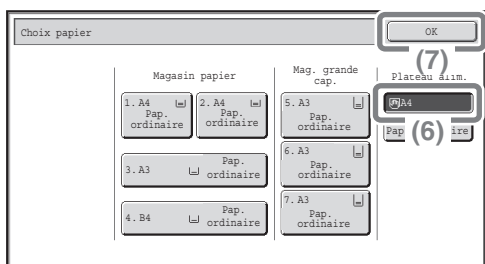 Choix papier
OK
(7)
Magasin papier
Mag. grande
cap.
Plateau alim.
1. A4
Pap.
ordinaire
2. A4
Pap.
ordinaire
5. A3
Pap.
ordinaire
A4
(6)
3. A3
Pap.
ordinaire
6. A3
Pap.
ordinaire
4. B4
Pap.
ordinaire
7. A3
Pap.
ordinaire